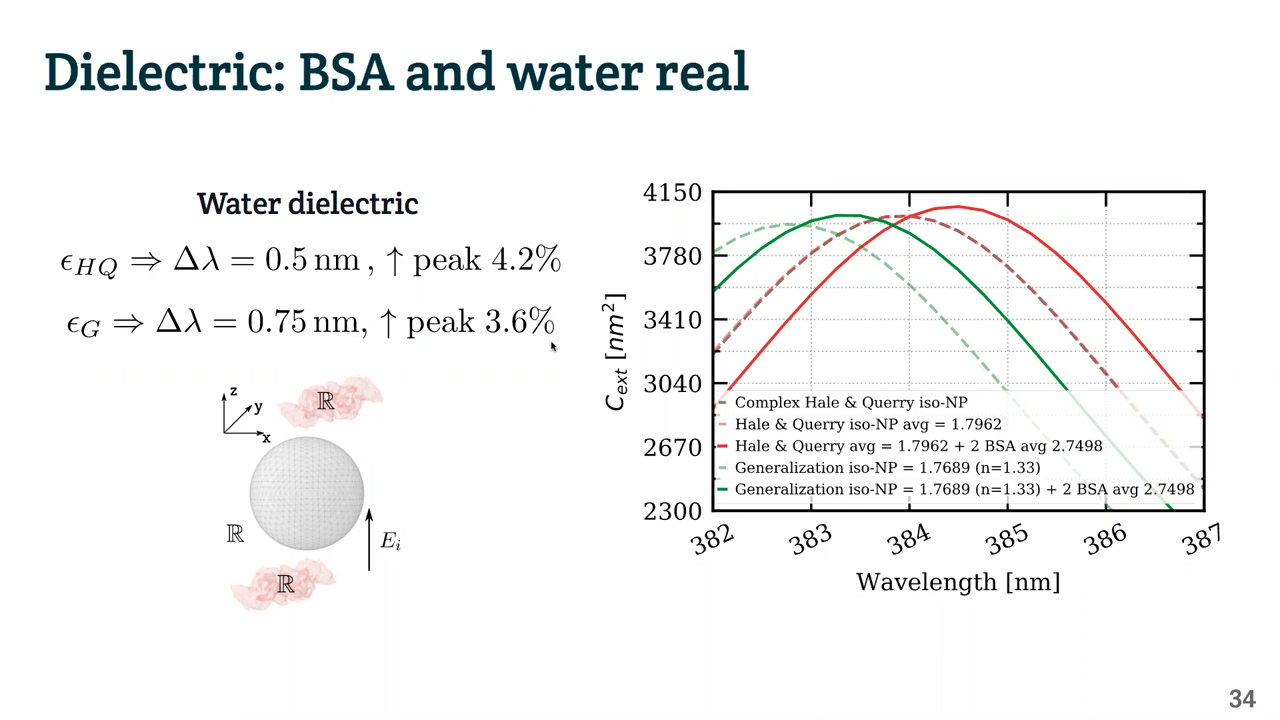 Dielectric: BSA and water real
Water dielectric
ϵ_HQ ⇒ Δλ = 0.5 nm , ↑ peak 4.2%
ϵ_G ⇒ Δλ = 0.75 nm, ↑ peak 3.6%
z
y
x
ℝ
ℝ
E_i
ℝ
C_ext [nm²]
4150
3780
3410
3040
2670
2300
Complex Hale & Querry iso-NP
Hale & Querry iso-NP avg = 1.7962
Hale & Querry avg = 1.7962 + 2 BSA avg 2.7498
Generalization iso-NP = 1.7689 (n=1.33)
Generalization iso-NP = 1.7689 (n=1.33) + 2 BSA avg 2.7498
382 383 384 385 386 387
Wavelength [nm]
34